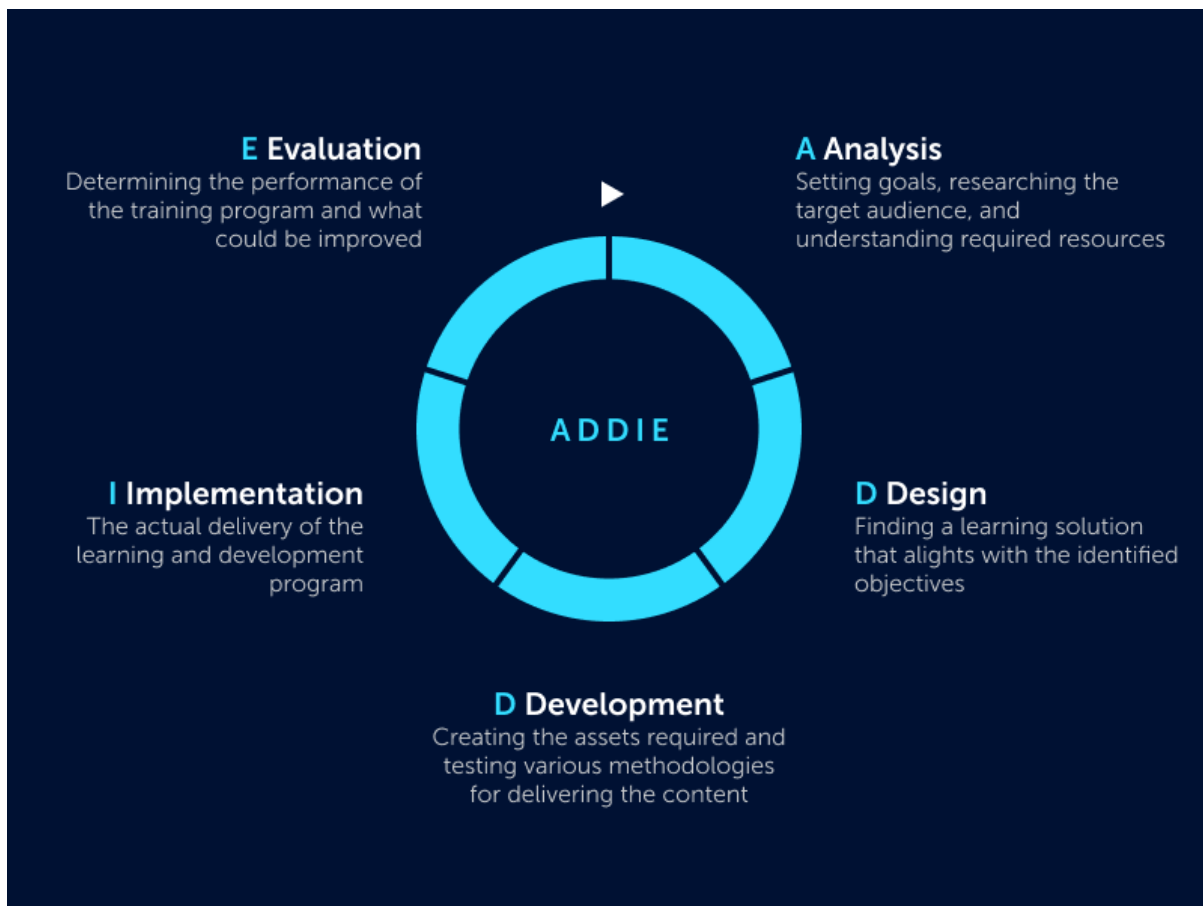 E Evaluation
Determining the performance of
the training program and what
could be improved
A Analysis
Setting goals, researching the
target audience, and
understanding required resources
ADDIE
I Implementation
The actual delivery of the
learning and development
program
D Design
Finding a learning solution
that alights with the identified
objectives
D Development
Creating the assets required and
testing various methodologies
for delivering the content